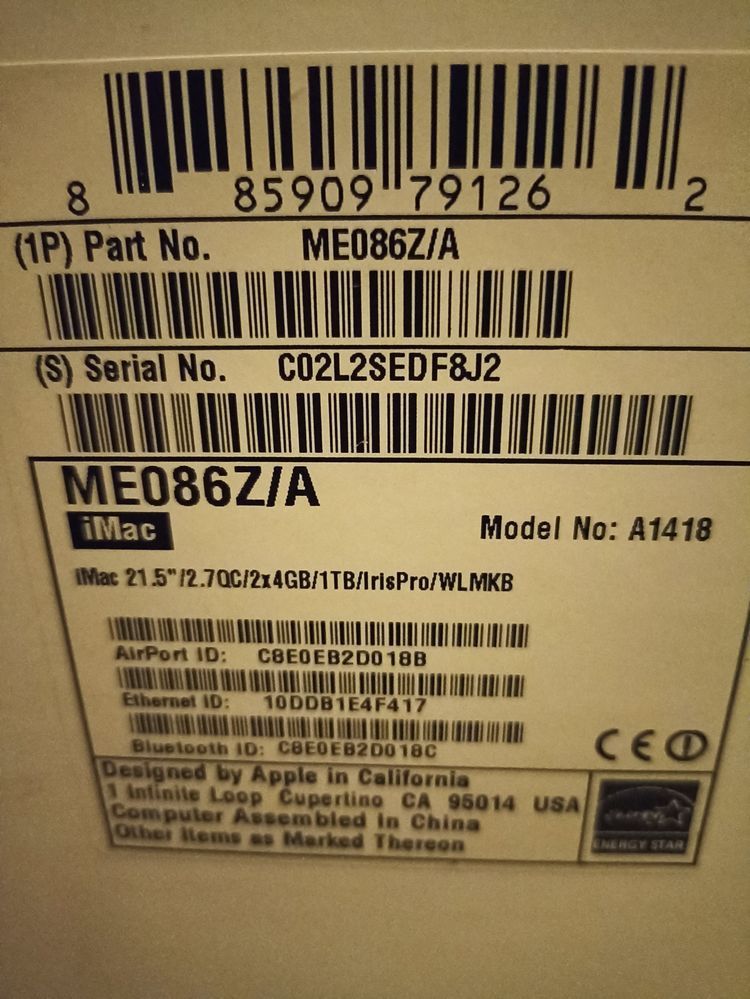 8 85909 79126 2
(1P) Part No. ME086Z/A
(S) Serial No. C02L2SEDF8J2
ME086Z/A
iMac Model No: A1418
iMac 21.5"/2.7QC/2x4GB/1TB/IrisPro/WLMKB
AirPort ID: C8E0EB2D018B
Ethernet ID: 10DDB1E4F417
Bluetooth ID: C8E0EB2D018C
CE
Designed by Apple in California
1 Infinite Loop Cupertino CA 95014 USA
Computer Assembled in China
Other Items as Marked Thereon
ENERGY STAR